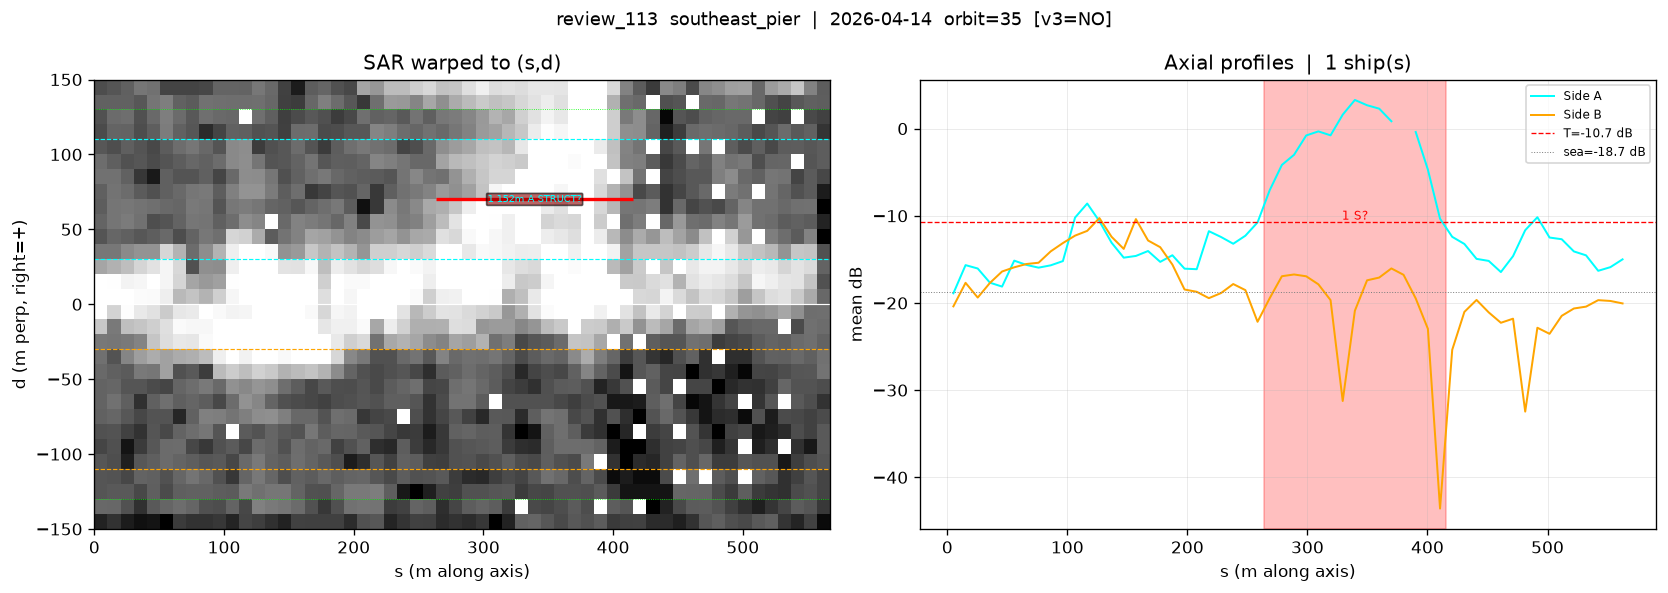 review_113 southeast_pier | 2026-04-14 orbit=35 [v3=NO]
SAR warped to (s,d)
150
100
50
0
−50
−100
−150
d (m perp, right=+)
0 100 200 300 400 500
s (m along axis)
Axial profiles | 1 ship(s)
0
−10
−20
−30
−40
mean dB
1 S?
Side A
Side B
T=-10.7 dB
sea=-18.7 dB
0 100 200 300 400 500
s (m along axis)